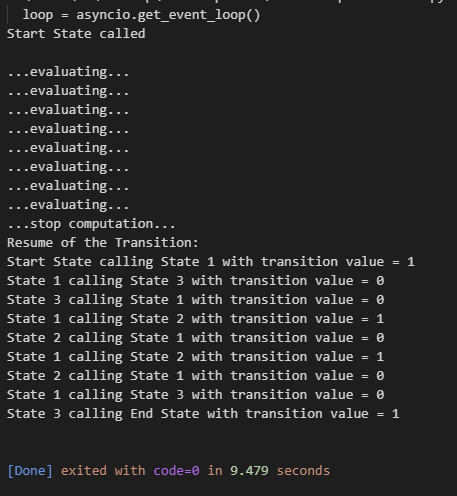 loop = asyncio.get_event_loop()
Start State called
...evaluating...
...evaluating...
...evaluating...
...evaluating...
...evaluating...
...evaluating...
...evaluating...
...evaluating...
...stop computation...
Resume of the Transition:
Start State calling State 1 with transition value = 1
State 1 calling State 3 with transition value = 0
State 3 calling State 1 with transition value = 0
State 1 calling State 2 with transition value = 1
State 2 calling State 1 with transition value = 0
State 1 calling State 2 with transition value = 1
State 2 calling State 1 with transition value = 0
State 1 calling State 3 with transition value = 0
State 3 calling End State with transition value = 1
[Done] exited with code=0 in 9.479 seconds